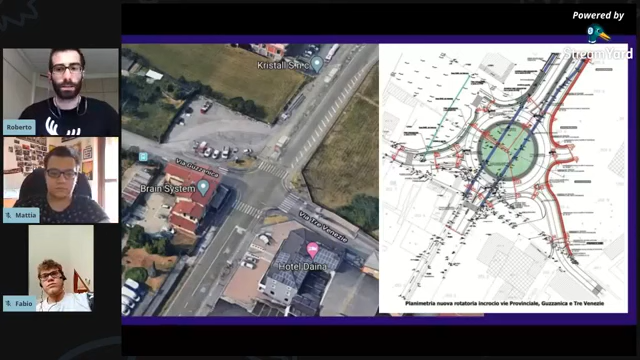 Powered by
StreamYard
Kristall S.n.c.
Roberto
Via Guzzanica
Brain System
Mattia
Via Tre Venezie
Hotel Daina
Fabio
Planimetria nuova rotatoria incrocio vie Provinciale, Guzzanica e Tre Venezie